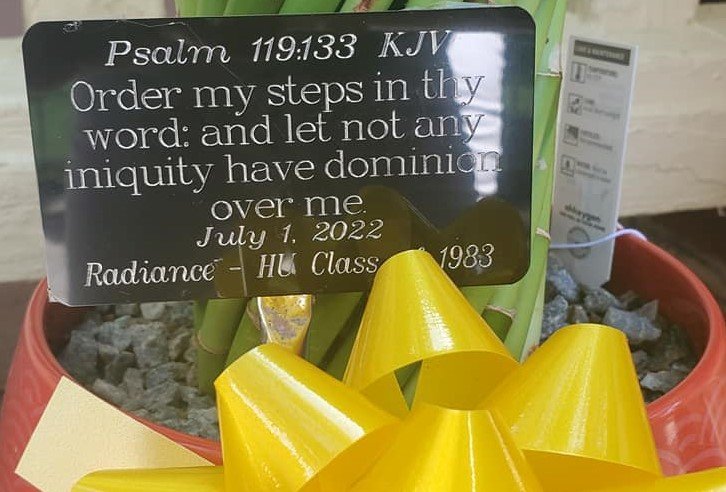 Psalm 119:133 KJV
Order my steps in thy
word: and let not any
iniquity have dominion
over me.
July 1, 2022
Radiance - HU Class 1983